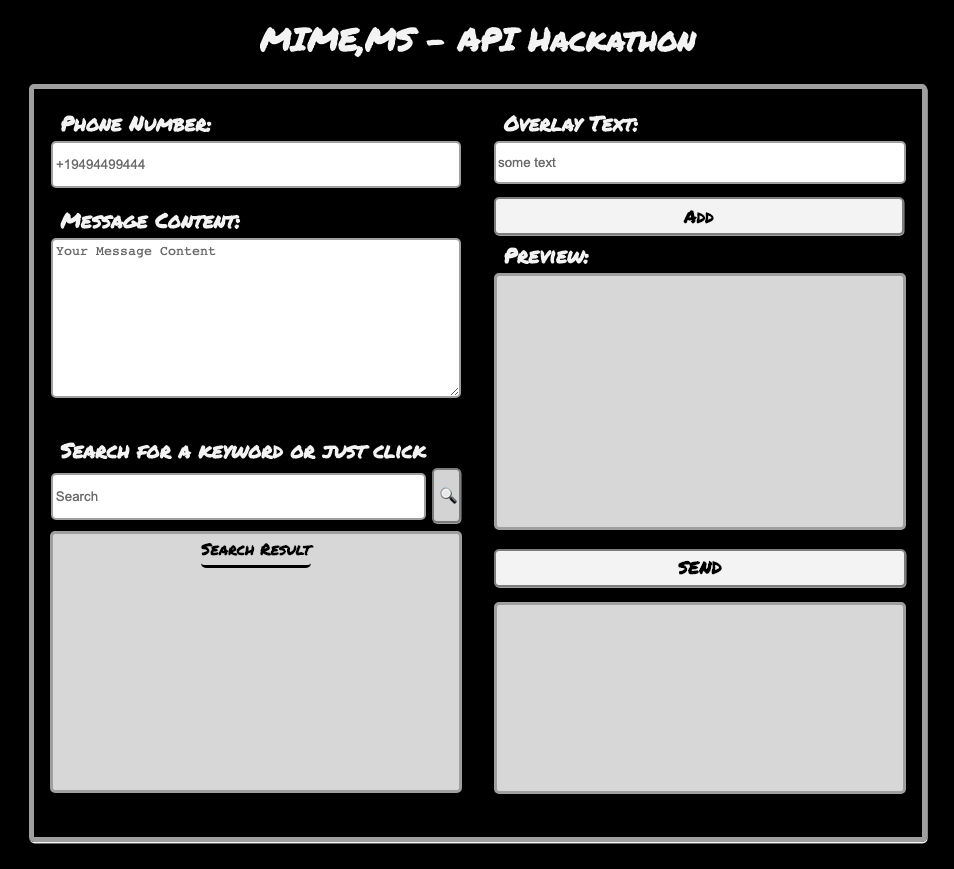 MIME,MS - API Hackathon
Phone Number:
+19494499444
Message Content:
Your Message Content
Search for a keyword or just click
Search
Search Result
Overlay Text:
some text
Add
Preview:
SEND